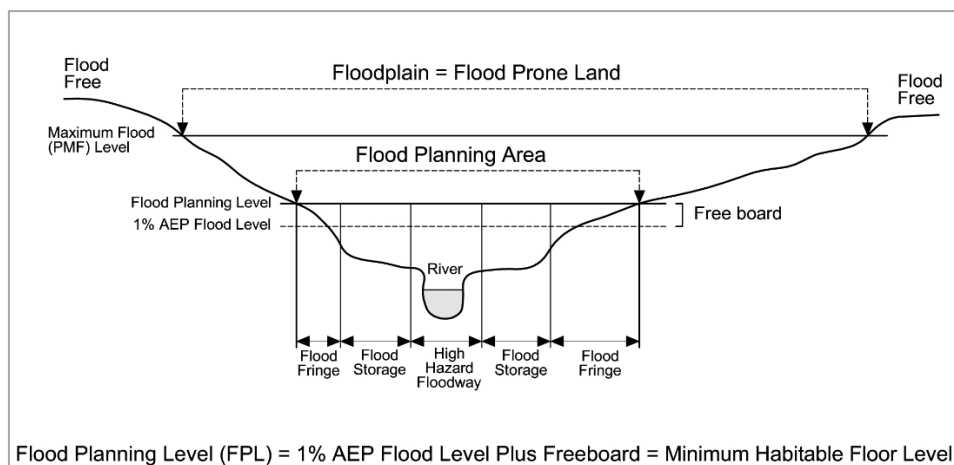 Flood
Free
Floodplain = Flood Prone Land
Flood
Free
Maximum Flood
(PMF) Level
Flood Planning Area
Flood Planning Level
1% AEP Flood Level
Free board
River
Flood
Fringe
Flood
Storage
High
Hazard
Floodway
Flood
Storage
Flood
Fringe
Flood Planning Level (FPL) = 1% AEP Flood Level Plus Freeboard = Minimum Habitable Floor Level